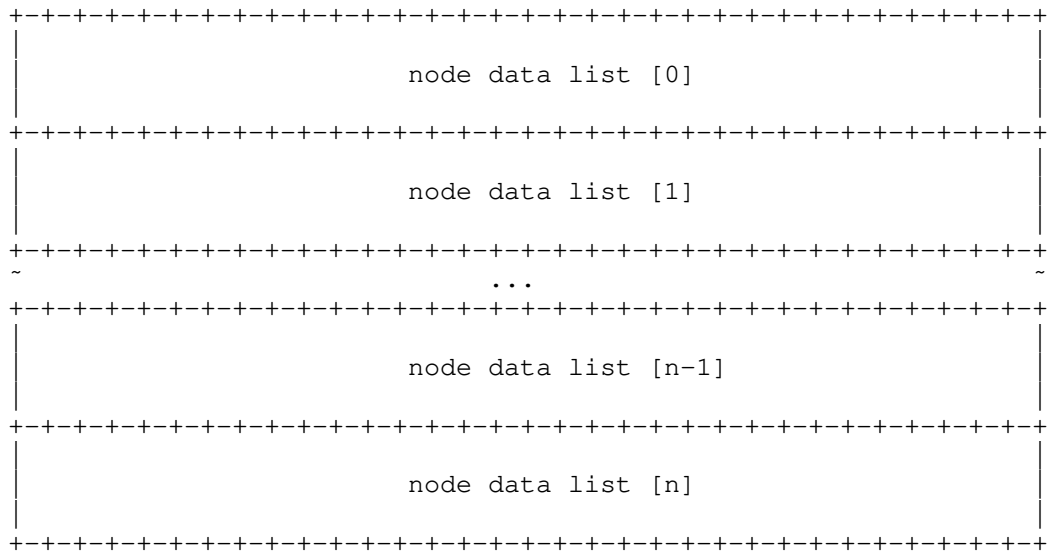 node data list [0]
node data list [1]
...
node data list [n-1]
node data list [n]